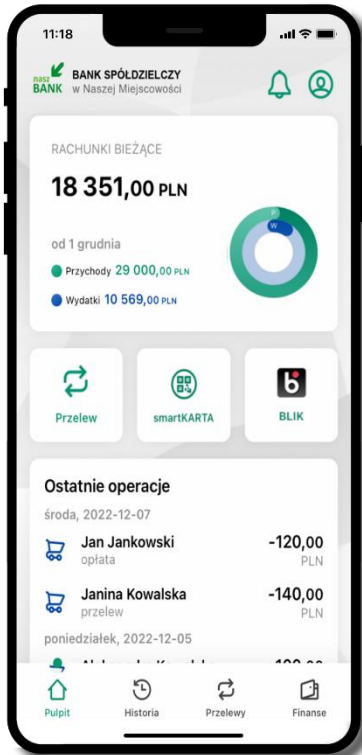 11:18
nasz BANK
BANK SPÓŁDZIELCZY
w Naszej Miejscowości
RACHUNKI BIEŻĄCE
18 351,00 PLN
P
W
od 1 grudnia
Przychody 29 000,00 PLN
Wydatki 10 569,00 PLN
Przelew
smartKARTA
b
BLIK
Ostatnie operacje
środa, 2022-12-07
Jan Jankowski -120,00
opłata PLN
Janina Kowalska -140,00
przelew PLN
poniedziałek, 2022-12-05
Pulpit
Historia
Przelewy
Finanse